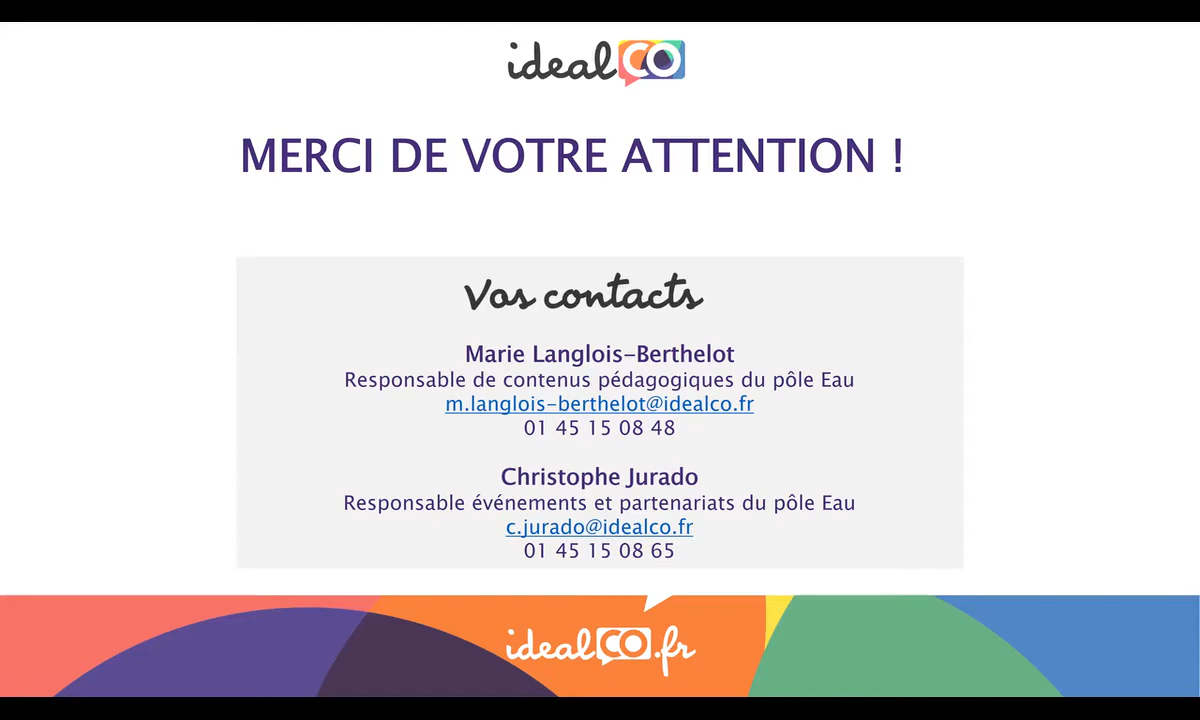 idealCO
MERCI DE VOTRE ATTENTION !
Vos contacts
Marie Langlois-Berthelot
Responsable de contenus pédagogiques du pôle Eau
m.langlois-berthelot@idealco.fr
01 45 15 08 48
Christophe Jurado
Responsable événements et partenariats du pôle Eau
c.jurado@idealco.fr
01 45 15 08 65
idealCO.fr